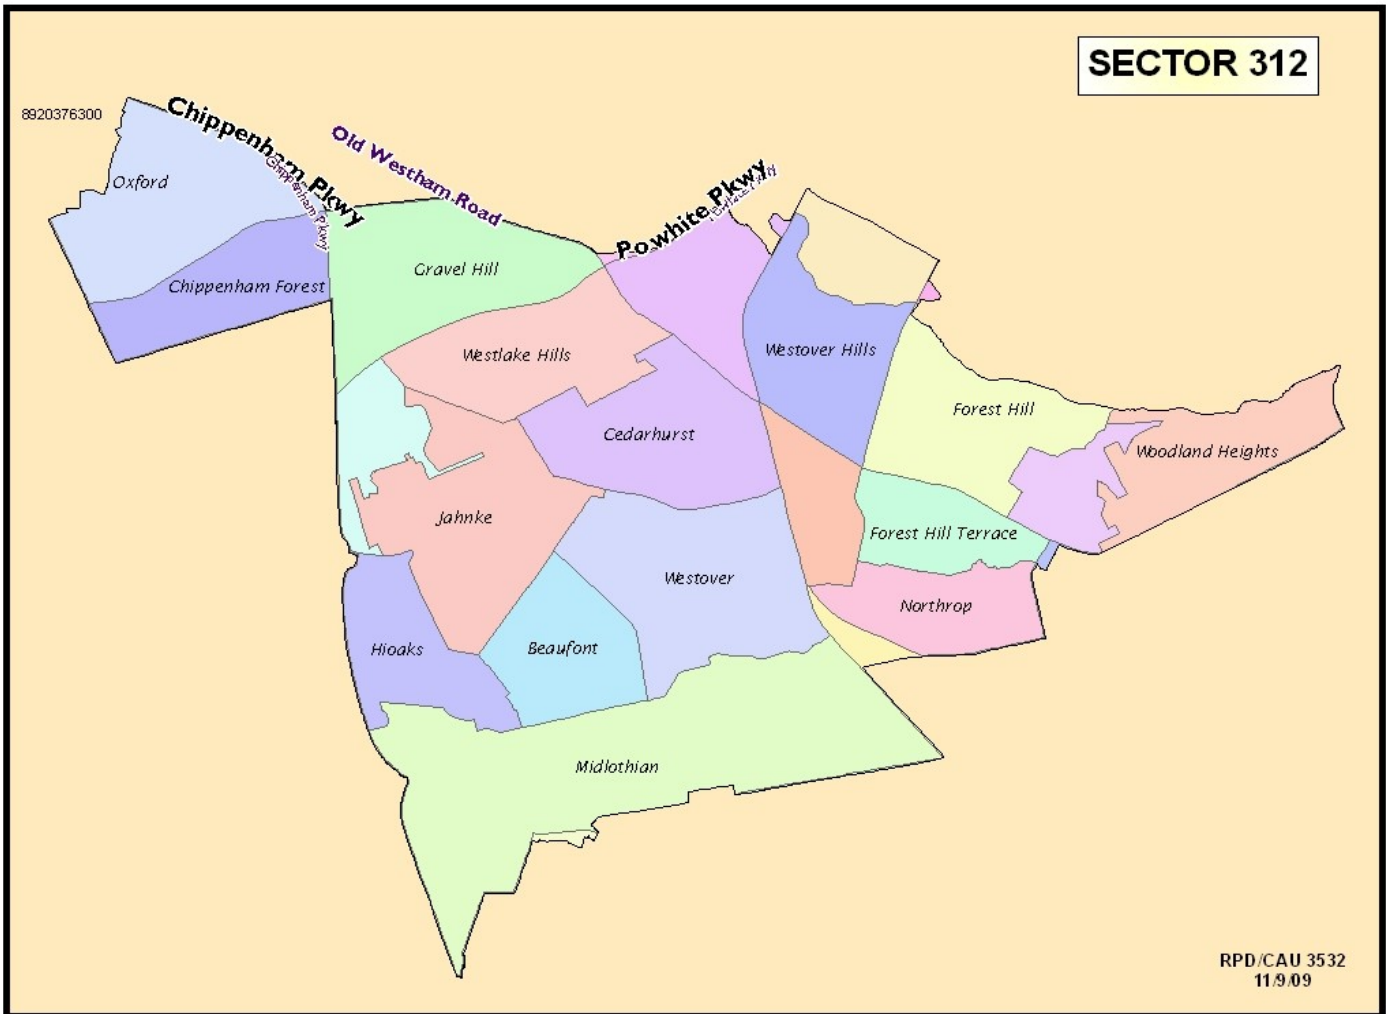 SECTOR 312
8920376300
Chippenham Pkwy
Chippenham Pkwy
Old Westham Road
Powhite Pkwy
Oxford
Chippenham Forest
Gravel Hill
Westlake Hills
Westover Hills
Cedarhurst
Forest Hill
Woodland Heights
Jahnke
Forest Hill Terrace
Westover
Northrop
Hioaks
Beaufont
Midlothian
RPD/CAU 3532
11/9/09